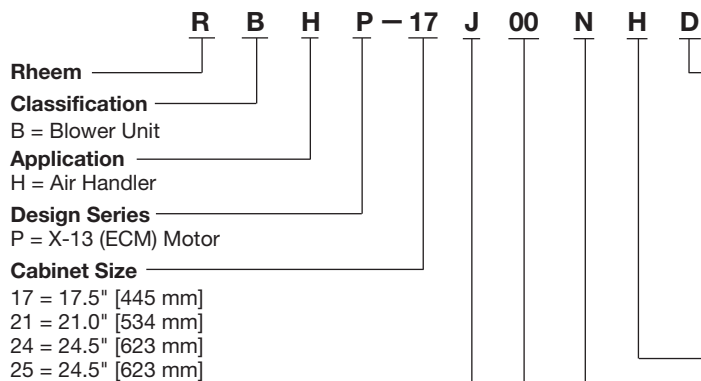 R B H P – 17 J 00 N H D
Rheem
Classification
B = Blower Unit
Application
H = Air Handler
Design Series
P = X-13 (ECM) Motor
Cabinet Size
17 = 17.5" [445 mm]
21 = 21.0" [534 mm]
24 = 24.5" [623 mm]
25 = 24.5" [623 mm]